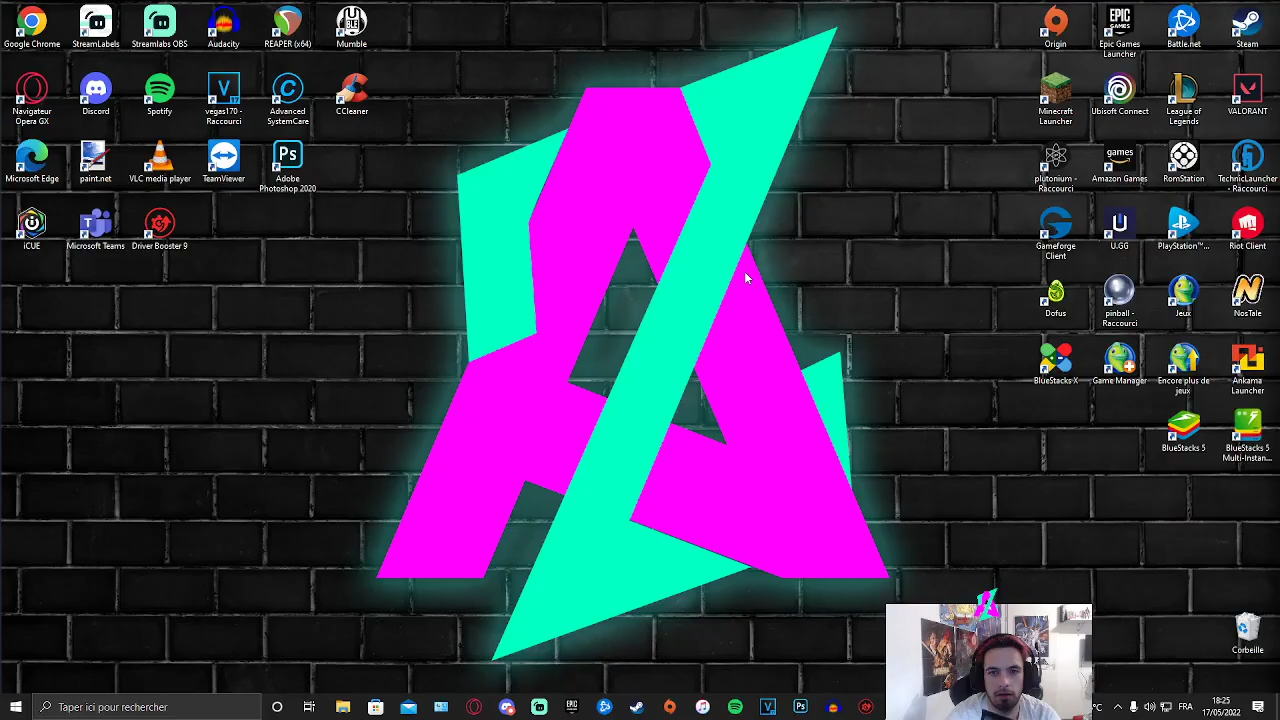 Google Chrome
StreamLabels
Streamlabs OBS
Audacity
REAPER (x64)
Mumble
Origin
Epic Games Launcher
Battle.net
Steam
Navigateur Opera GX
Discord
Spotify
vegas170 - Raccourci
Advanced SystemCare
CCleaner
Minecraft Launcher
Ubisoft Connect
League of Legends
VALORANT
Microsoft Edge
paint.net
VLC media player
TeamViewer
Adobe Photoshop 2020
plutonium - Raccourci
Amazon Games
RomStation
TechnicLauncher - Raccourci
iCUE
Microsoft Teams
Driver Booster 9
Gameforge Client
U.GG
PlayStation™...
Riot Client
Dofus
pinball - Raccourci
Jeux
NosTale
BlueStacks X
Game Manager
Encore plus de jeux
Ankama Launcher
BlueStacks 5
BlueStacks 5 Multi-Instan...
Corbeille
Taper ici pour rechercher
FRA
18:25
17/05/2022